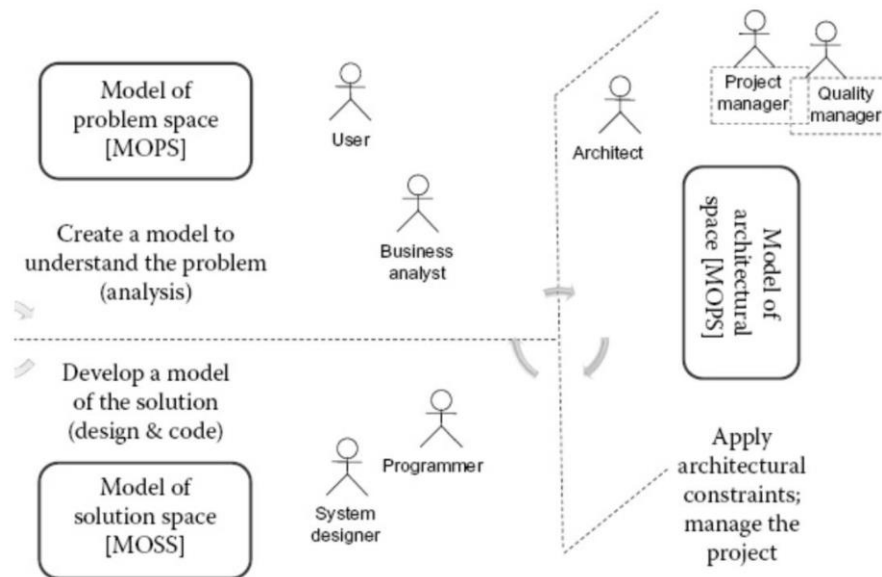 Model of
problem space
[MOPS]
User
Create a model to
understand the problem
(analysis)
Business
analyst
Develop a model
of the solution
(design & code)
Programmer
Model of
solution space
[MOSS]
System
designer
Project
manager
Quality
manager
Architect
Model of
architectural
space [MOPS]
Apply
architectural
constraints;
manage the
project